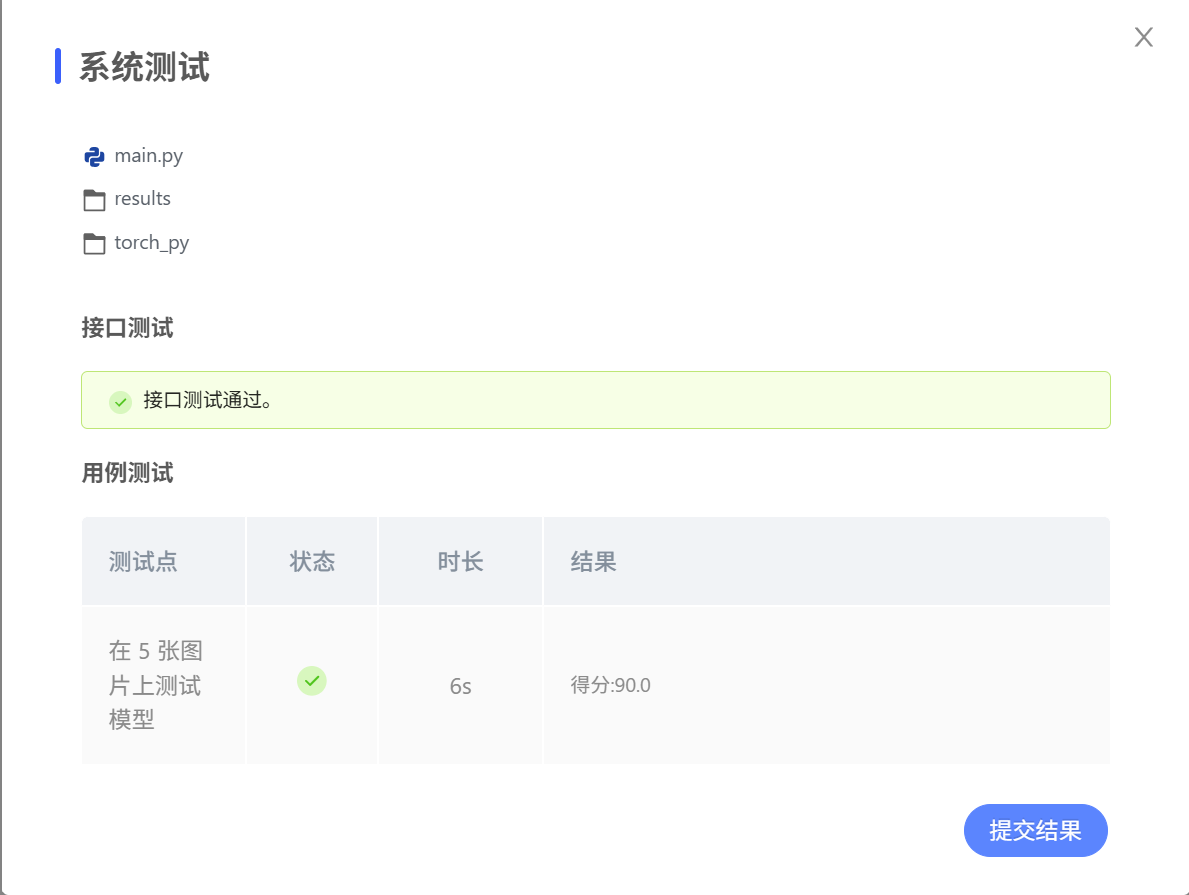 系统测试
main.py
results
torch_py
接口测试
接口测试通过。
用例测试
测试点 状态 时长 结果
在 5 张图
片上测试
模型
6s
得分:90.0
提交结果